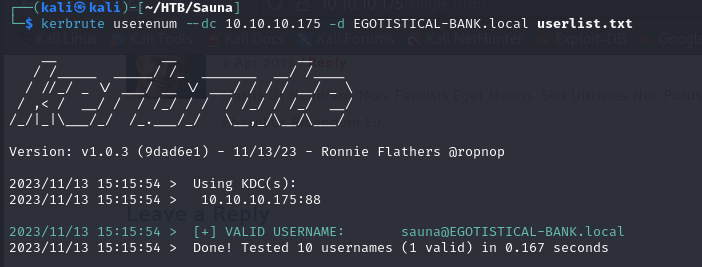 ┌──(kali㉿kali)-[~/HTB/Sauna]
└─$ kerbrute userenum --dc 10.10.10.175 -d EGOTISTICAL-BANK.local userlist.txt
Version: v1.0.3 (9dad6e1) - 11/13/23 - Ronnie Flathers @ropnop
2023/11/13 15:15:54 >  Using KDC(s):
2023/11/13 15:15:54 >   10.10.10.175:88
2023/11/13 15:15:54 >  [+] VALID USERNAME:       sauna@EGOTISTICAL-BANK.local
Leave a Reply
2023/11/13 15:15:54 >  Done! Tested 10 usernames (1 valid) in 0.167 seconds